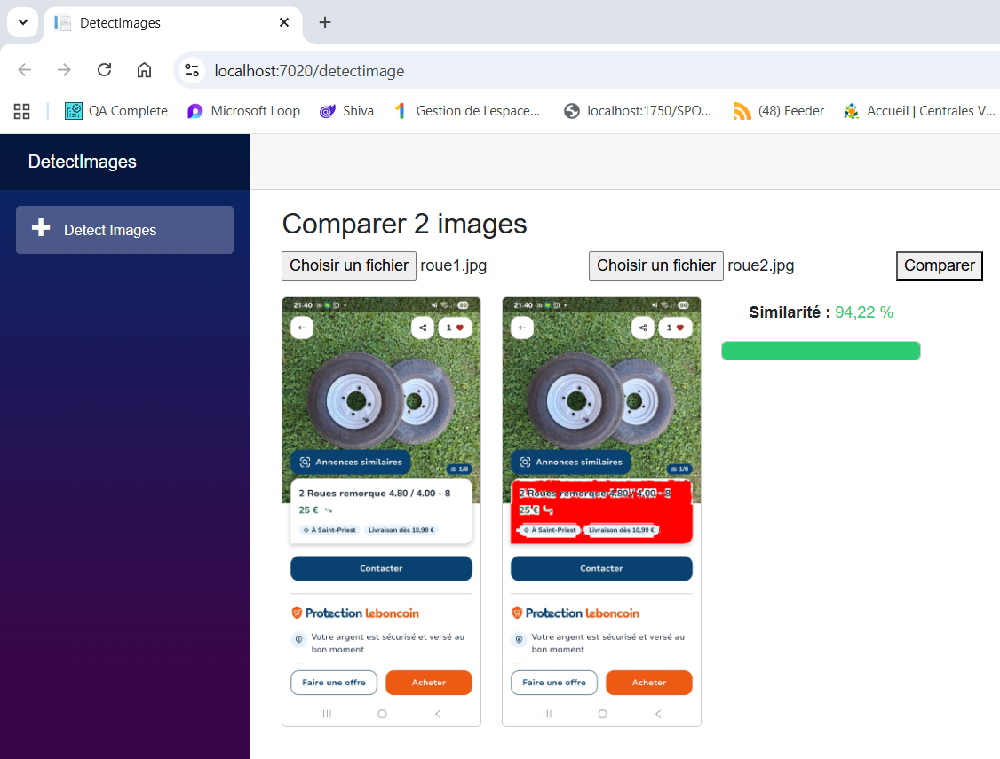 DetectImages
localhost:7020/detectimage
QA Complete
Microsoft Loop
Shiva
Gestion de l'espace...
localhost:1750/SPO...
(48) Feeder
Accueil | Centrales V...
DetectImages
Detect Images
Comparer 2 images
Choisir un fichier roue1.jpg
Choisir un fichier roue2.jpg
Comparer
Similarité : 94,22 %
21:40
86
1
Annonces similaires
1/8
2 Roues remorque 4.80 / 4.00 - 8
25 €
À Saint-Priest
Livraison dès 10,99 €
Contacter
Protection leboncoin
Votre argent est sécurisé et versé au
bon moment
Faire une offre
Acheter
21:40
86
1
Annonces similaires
1/8
2 Roues remorque 4.80 / 4.00 - 8
25 €
À Saint-Priest
Livraison dès 10,99 €
Contacter
Protection leboncoin
Votre argent est sécurisé et versé au
bon moment
Faire une offre
Acheter